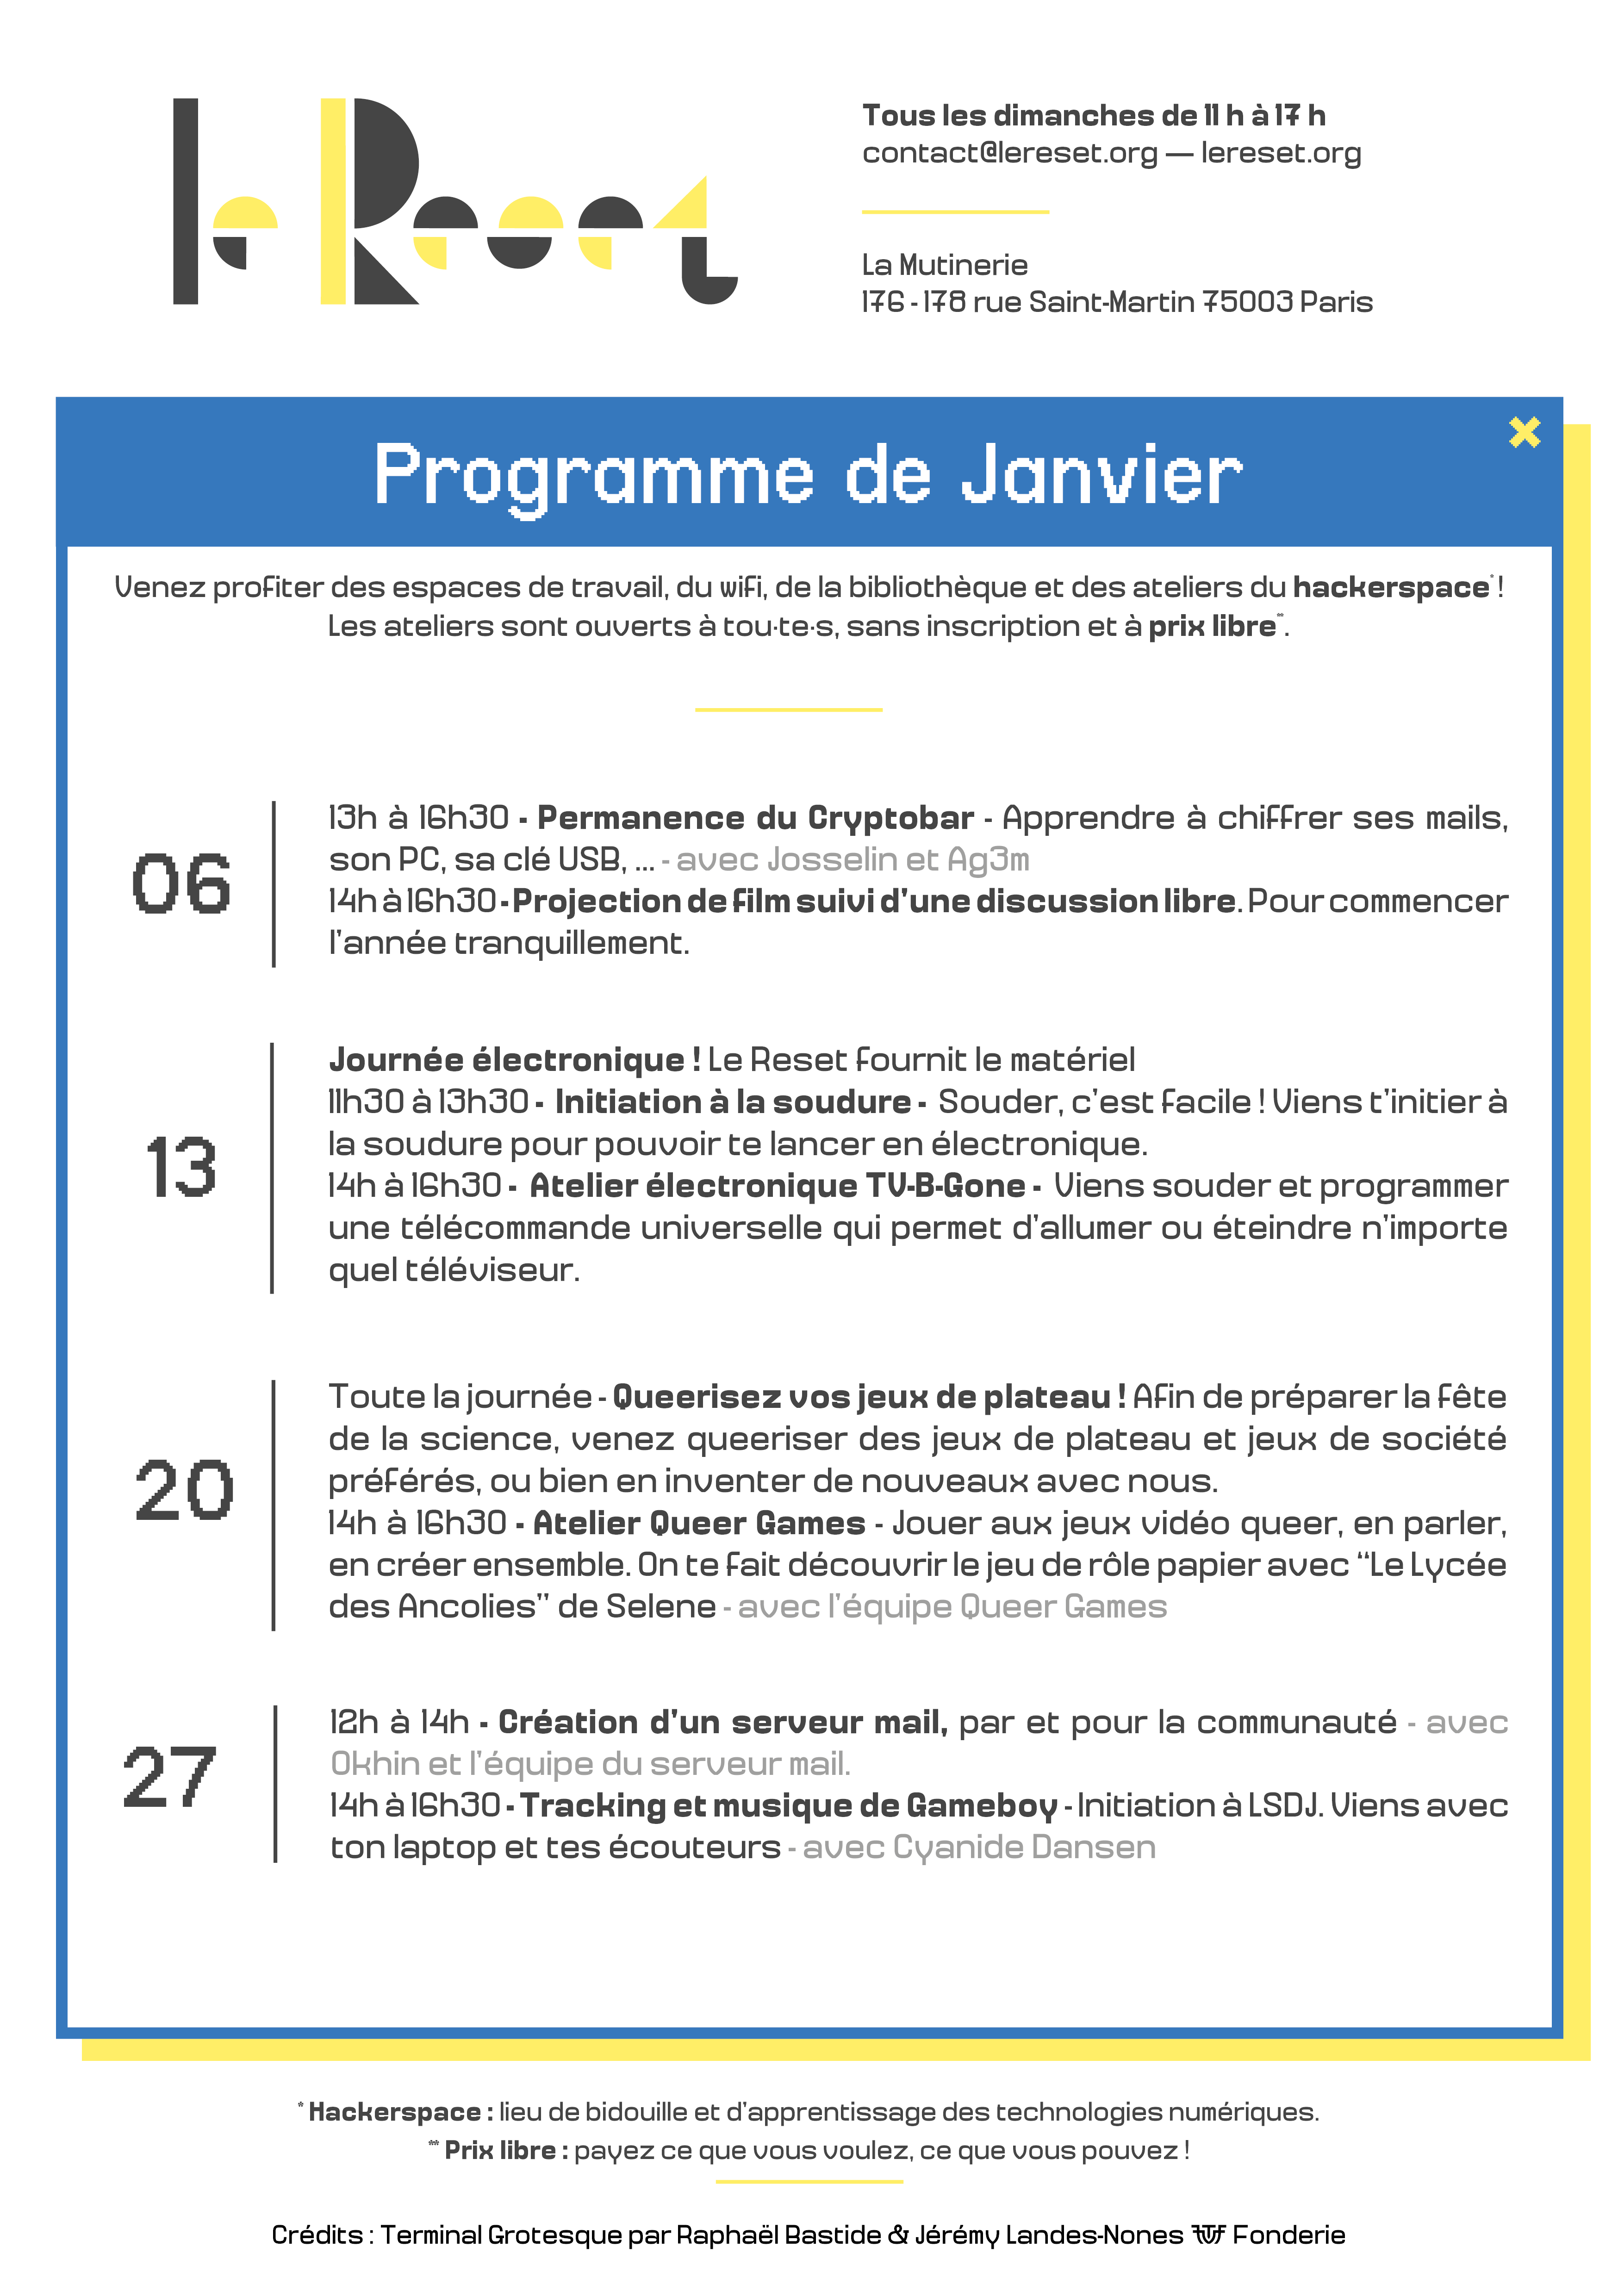 le Reset
Tous les dimanches de 11 h à 17 h
contact@lereset.org — lereset.org
La Mutinerie
176 - 178 rue Saint-Martin 75003 Paris
Programme de Janvier
Venez profiter des espaces de travail, du wifi, de la bibliothèque et des ateliers du hackerspace* !
Les ateliers sont ouverts à tou·te·s, sans inscription et à prix libre**.
06
13h à 16h30 - Permanence du Cryptobar - Apprendre à chiffrer ses mails,
son PC, sa clé USB, ... - avec Josselin et Ag3m
14h à 16h30 - Projection de film suivi d'une discussion libre. Pour commencer
l'année tranquillement.
13
Journée électronique ! Le Reset fournit le matériel
11h30 à 13h30 - Initiation à la soudure - Souder, c'est facile ! Viens t'initier à
la soudure pour pouvoir te lancer en électronique.
14h à 16h30 - Atelier électronique TV-B-Gone - Viens souder et programmer
une télécommande universelle qui permet d'allumer ou éteindre n'importe
quel téléviseur.
20
Toute la journée - Queerisez vos jeux de plateau ! Afin de préparer la fête
de la science, venez queeriser des jeux de plateau et jeux de société
préférés, ou bien en inventer de nouveaux avec nous.
14h à 16h30 - Atelier Queer Games - Jouer aux jeux vidéo queer, en parler,
en créer ensemble. On te fait découvrir le jeu de rôle papier avec “Le Lycée
des Ancolies” de Selene - avec l'équipe Queer Games
27
12h à 14h - Création d'un serveur mail, par et pour la communauté - avec
Okhin et l'équipe du serveur mail.
14h à 16h30 - Tracking et musique de Gameboy - Initiation à LSDJ. Viens avec
ton laptop et tes écouteurs - avec Cyanide Dansen
* Hackerspace : lieu de bidouille et d'apprentissage des technologies numériques.
** Prix libre : payez ce que vous voulez, ce que vous pouvez !
Crédits : Terminal Grotesque par Raphaël Bastide & Jérémy Landes-Nones VTF Fonderie